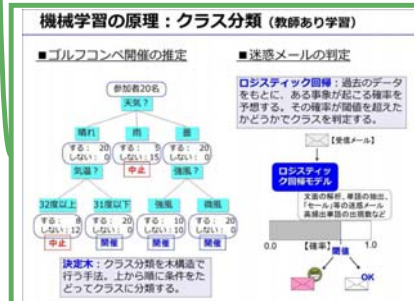 機械学習の原理：クラス分類（教師あり学習）
■ゴルフコンペ開催の推定
参加者20名
天気？
晴れ
雨
曇
する： 20
しない： 0
する： 5
しない：15
する： 20
しない： 0
気温？
中止
強風？
32度以上
31度以下
強風
微風
する： 8
しない：12
する： 20
しない： 0
する： 10
しない：10
する： 20
しない： 0
中止
開催
開催
開催
決定木：クラス分類を木構造で
行う手法。上から順に条件をた
どってクラスに分類する。
■迷惑メールの判定
ロジスティック回帰：過去のデータ
をもとに、ある事象が起こる確率を
予想する。その確率が閾値を超えた
かどうかでクラスを判定する。
【受信メール】
ロジスティッ
ク回帰モデル
文面の解析、単語の抽出、
「セール」等の迷惑メール
高頻出単語の出現数など
0.0
【確率】
1.0
開催
OK